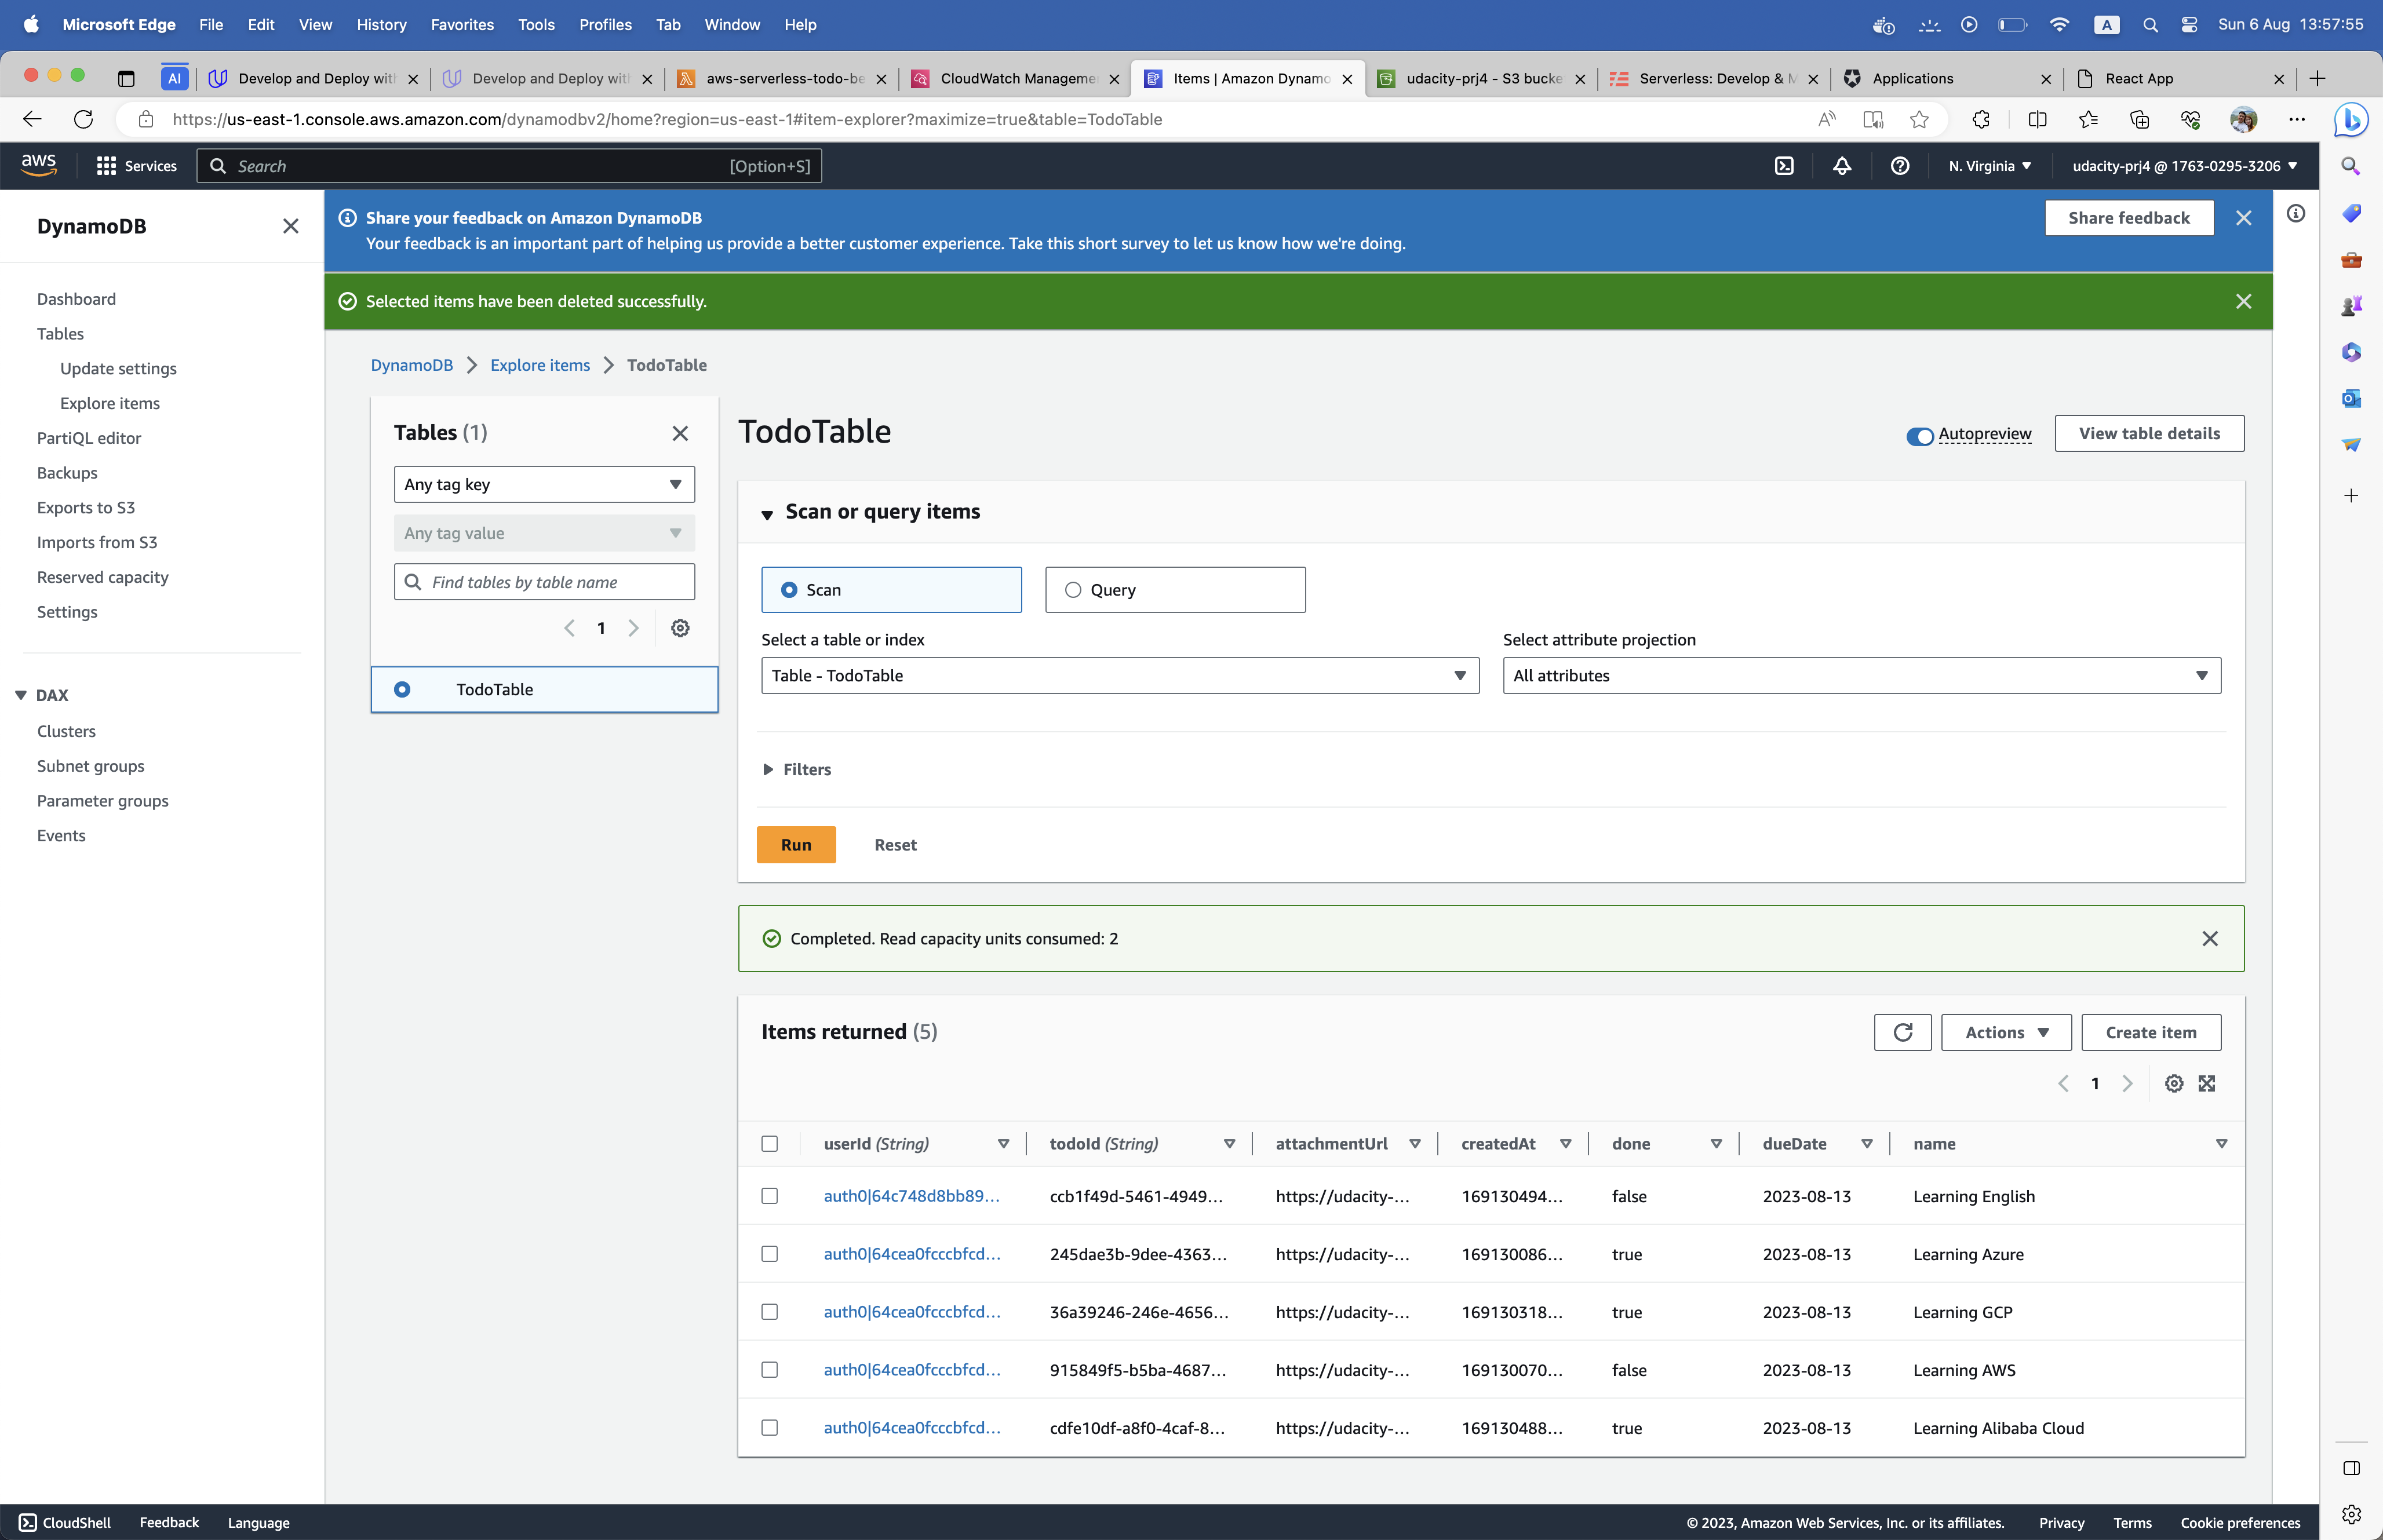 Microsoft Edge File Edit View History Favorites Tools Profiles Tab Window Help A Sun 6 Aug 13:57:55
AI Develop and Deploy with Develop and Deploy with aws-serverless-todo-be CloudWatch Manageme Items | Amazon Dynamo udacity-prj4 - S3 bucke Serverless: Develop & M Applications React App
https://us-east-1.console.aws.amazon.com/dynamodbv2/home?region=us-east-1#item-explorer?maximize=true&table=TodoTable
aws Services Search [Option+S] N. Virginia udacity-prj4 @ 1763-0295-3206
DynamoDB
Dashboard
Tables
Update settings
Explore items
PartiQL editor
Backups
Exports to S3
Imports from S3
Reserved capacity
Settings
DAX
Clusters
Subnet groups
Parameter groups
Events
Share your feedback on Amazon DynamoDB
Your feedback is an important part of helping us provide a better customer experience. Take this short survey to let us know how we're doing.
Share feedback
Selected items have been deleted successfully.
DynamoDB Explore items TodoTable
Tables (1)
Any tag key
Any tag value
Find tables by table name
1
TodoTable
TodoTable
Autopreview View table details
Scan or query items
Scan Query
Select a table or index Select attribute projection
Table - TodoTable All attributes
Filters
Run Reset
Completed. Read capacity units consumed: 2
Items returned (5)
Actions Create item
1
userId (String) todoId (String) attachmentUrl createdAt done dueDate name
auth0|64c748d8bb89... ccb1f49d-5461-4949... https://udacity-... 169130494... false 2023-08-13 Learning English
auth0|64cea0fcccbfcd... 245dae3b-9dee-4363... https://udacity-... 169130086... true 2023-08-13 Learning Azure
auth0|64cea0fcccbfcd... 36a39246-246e-4656... https://udacity-... 169130318... true 2023-08-13 Learning GCP
auth0|64cea0fcccbfcd... 915849f5-b5ba-4687... https://udacity-... 169130070... false 2023-08-13 Learning AWS
auth0|64cea0fcccbfcd... cdfe10df-a8f0-4caf-8... https://udacity-... 169130488... true 2023-08-13 Learning Alibaba Cloud
CloudShell Feedback Language © 2023, Amazon Web Services, Inc. or its affiliates. Privacy Terms Cookie preferences